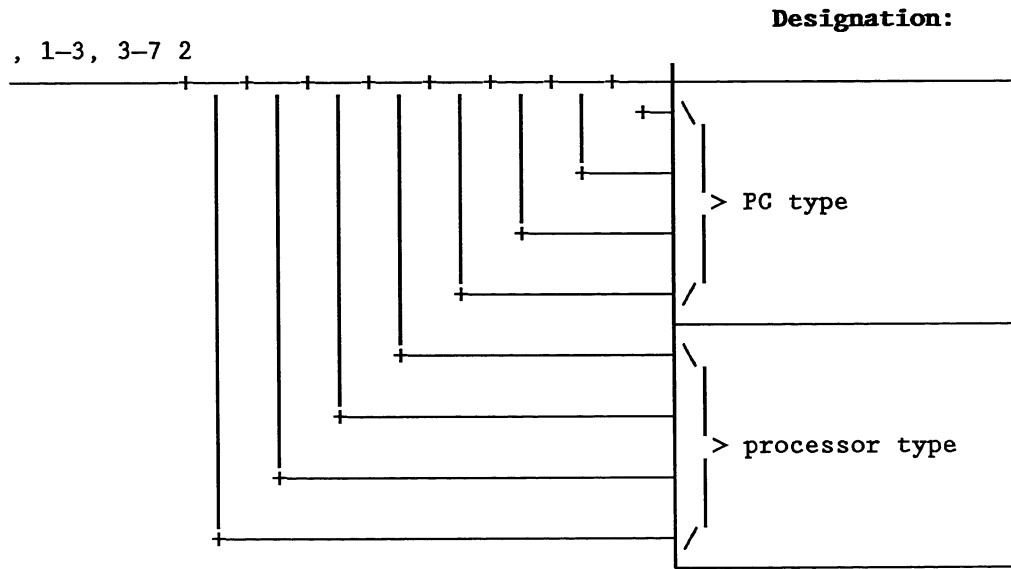 Designation:
, 1–3, 3–7 2
> PC type
> processor type